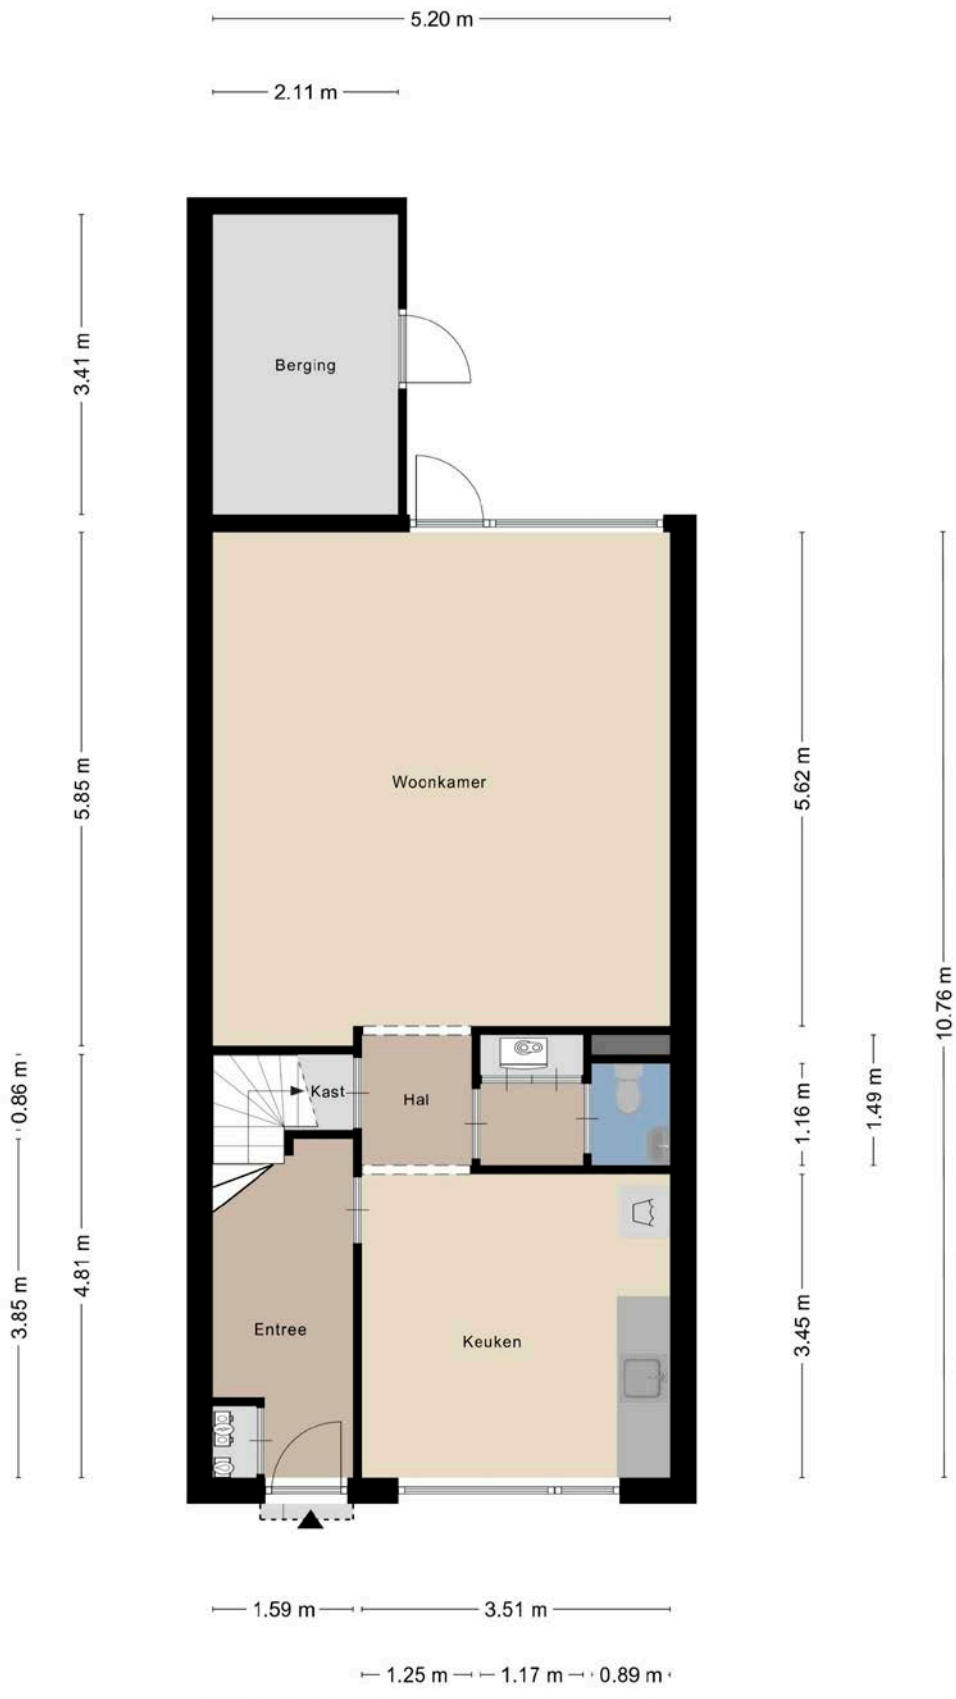 5.20 m
2.11 m
3.41 m
Berging
5.85 m
Woonkamer
5.62 m
10.76 m
0.86 m
Kast
Hal
1.16 m
1.49 m
3.85 m
4.81 m
Entree
Keuken
3.45 m
1.59 m
3.51 m
1.25 m
1.17 m
0.89 m